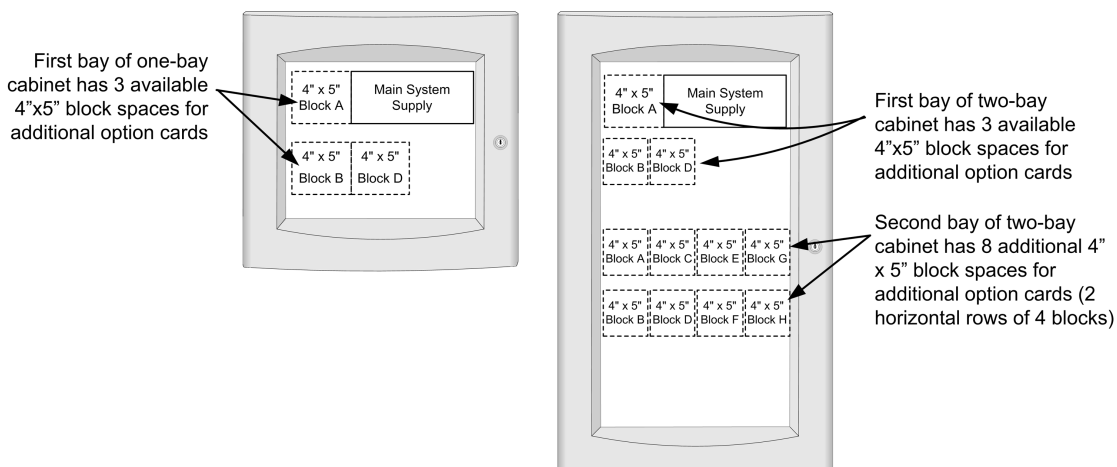 First bay of one-bay
cabinet has 3 available
4”x5” block spaces for
additional option cards
4" x 5"
Block A
Main System
Supply
4" x 5"
Block B
4" x 5"
Block D
4" x 5"
Block A
Main System
Supply
4" x 5"
Block B
4" x 5"
Block D
4" x 5"
Block A
4" x 5"
Block C
4" x 5"
Block E
4" x 5"
Block G
4" x 5"
Block B
4" x 5"
Block D
4" x 5"
Block F
4" x 5"
Block H
First bay of two-bay
cabinet has 3 available
4”x5” block spaces for
additional option cards
Second bay of two-bay
cabinet has 8 additional 4”
x 5” block spaces for
additional option cards (2
horizontal rows of 4 blocks)